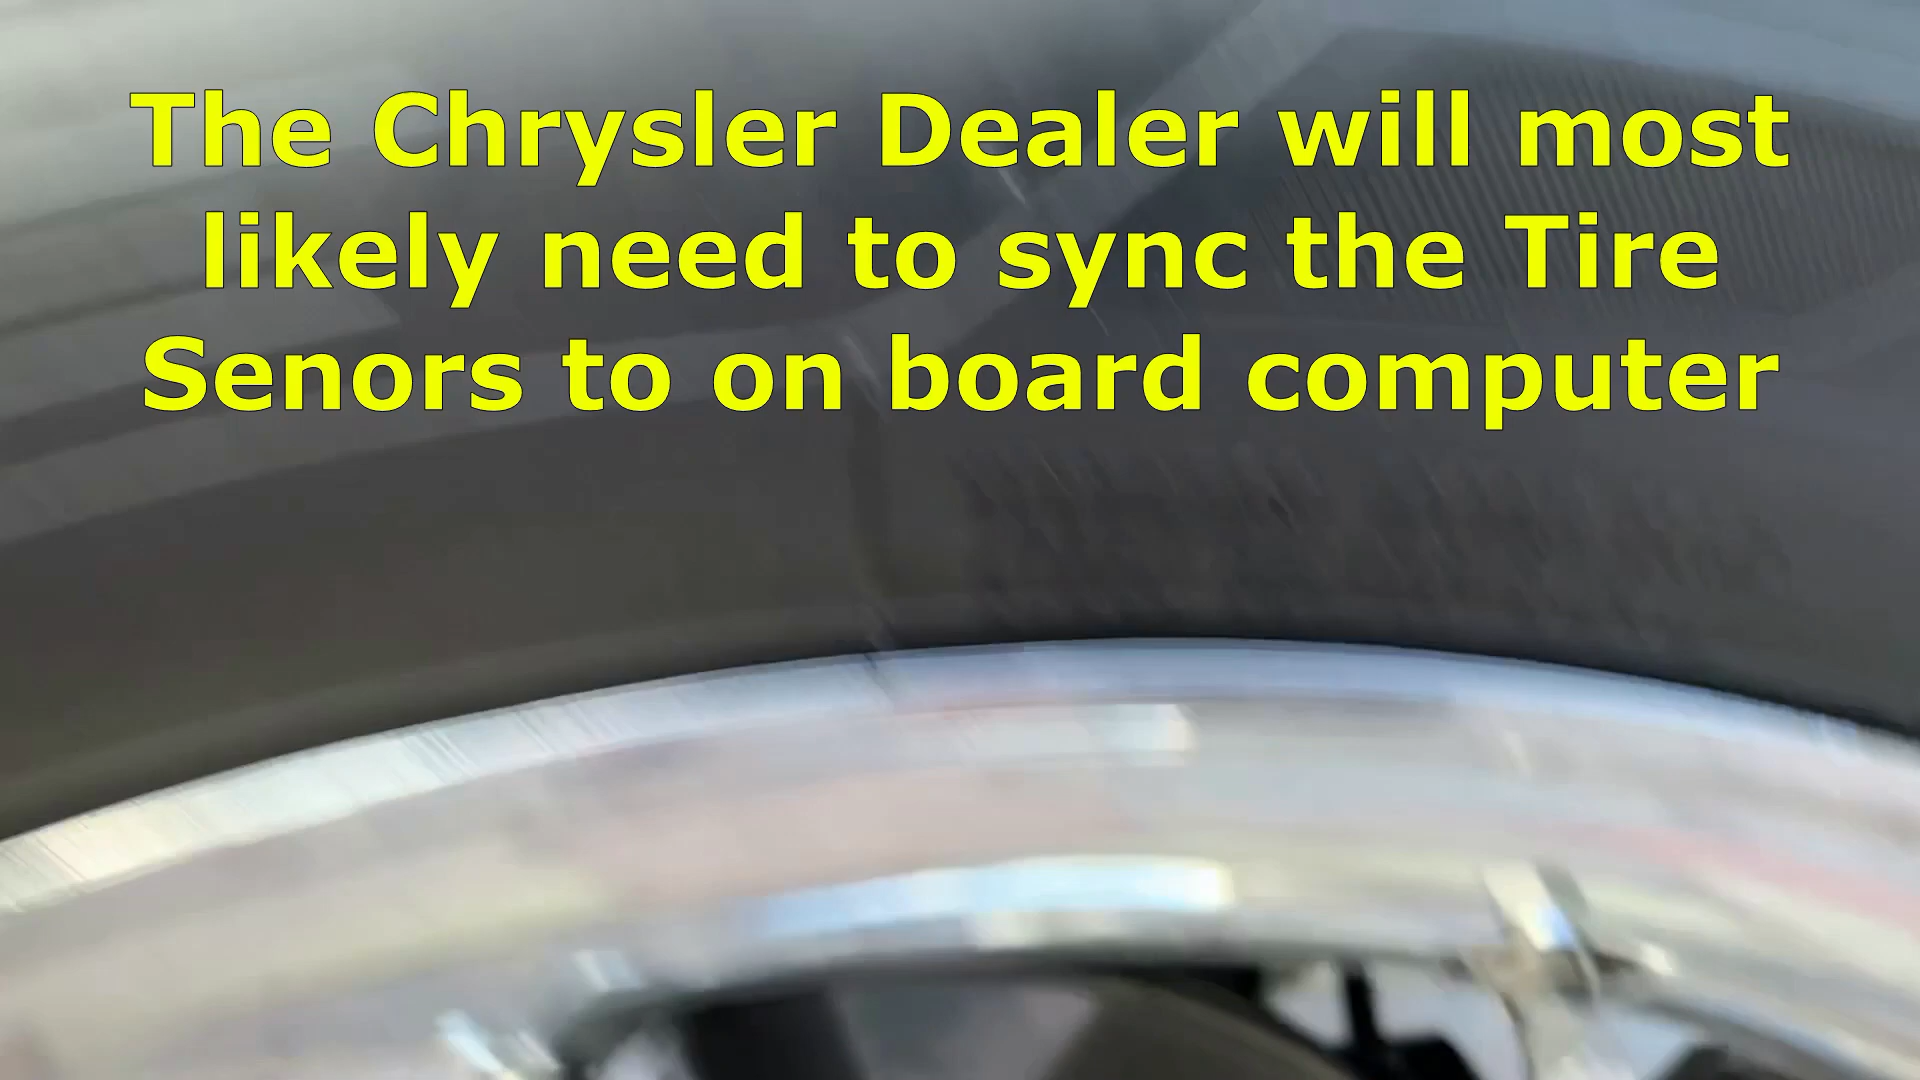 The Chrysler Dealer will most
likely need to sync the Tire
Senors to on board computer